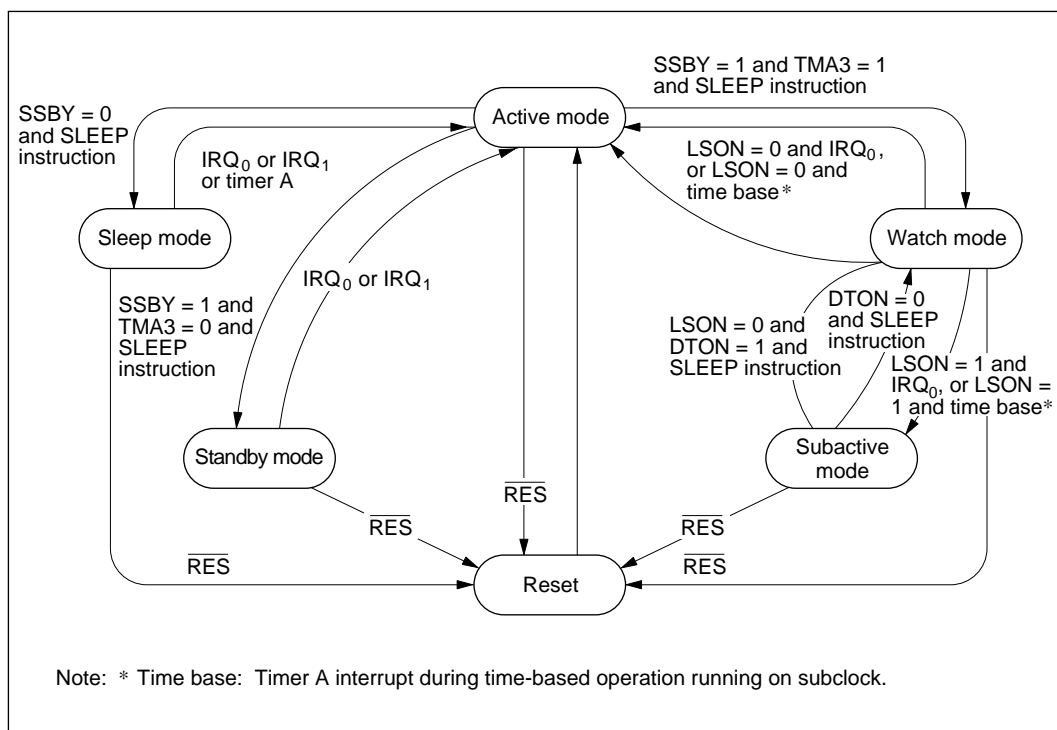 SSBY = 1 and TMA3 = 1
and SLEEP instruction
SSBY = 0
and SLEEP
instruction
Active mode
IRQ0 or IRQ1
or timer A
LSON = 0 and IRQ0,
or LSON = 0 and
time base*
Sleep mode
Watch mode
IRQ0 or IRQ1
SSBY = 1 and
TMA3 = 0 and
SLEEP
instruction
LSON = 0 and
DTON = 1 and
SLEEP instruction
DTON = 0
and SLEEP
instruction
LSON = 1 and
IRQ0, or LSON =
1 and time base*
Standby mode
Subactive
mode
RES
RES
RES
RES
RES
Reset
Note: * Time base: Timer A interrupt during time-based operation running on subclock.